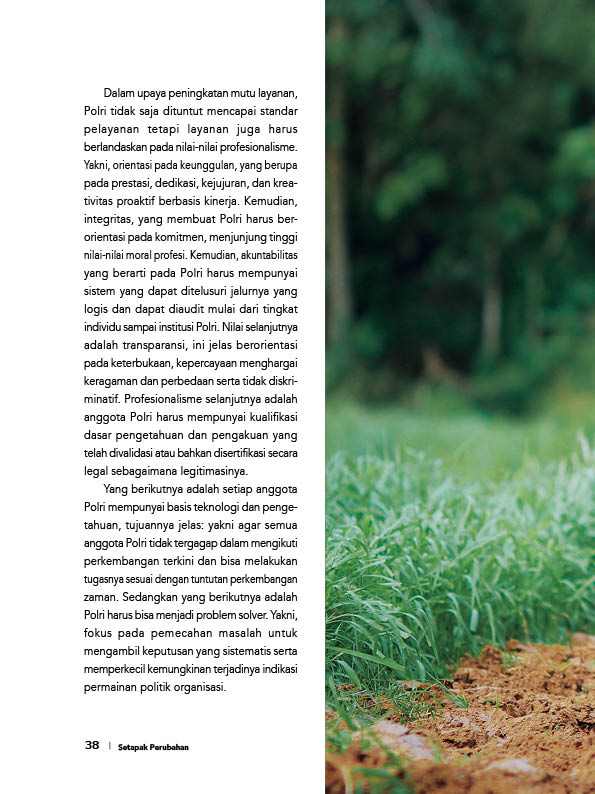 Dalam upaya peningkatan mutu layanan,
Polri tidak saja dituntut mencapai standar
pelayanan tetapi layanan juga harus
berlandaskan pada nilai-nilai profesionalisme.
Yakni, orientasi pada keunggulan, yang berupa
pada prestasi, dedikasi, kejujuran, dan krea-
tivitas proaktif berbasis kinerja. Kemudian,
integritas, yang membuat Polri harus ber-
orientasi pada komitmen, menjunjung tinggi
nilai-nilai moral profesi. Kemudian, akuntabilitas
yang berarti pada Polri harus mempunyai
sistem yang dapat ditelusuri jalurnya yang
logis dan dapat diaudit mulai dari tingkat
individu sampai institusi Polri. Nilai selanjutnya
adalah transparansi, ini jelas berorientasi
pada keterbukaan, kepercayaan menghargai
keragaman dan perbedaan serta tidak diskri-
minatif. Profesionalisme selanjutnya adalah
anggota Polri harus mempunyai kualifikasi
dasar pengetahuan dan pengakuan yang
telah divalidasi atau bahkan disertifikasi secara
legal sebagaimana legitimasinya.
Yang berikutnya adalah setiap anggota
Polri mempunyai basis teknologi dan penge-
tahuan, tujuannya jelas: yakni agar semua
anggota Polri tidak tergagap dalam mengikuti
perkembangan terkini dan bisa melakukan
tugasnya sesuai dengan tuntutan perkembangan
zaman. Sedangkan yang berikutnya adalah
Polri harus bisa menjadi problem solver. Yakni,
fokus pada pemecahan masalah untuk
mengambil keputusan yang sistematis serta
memperkecil kemungkinan terjadinya indikasi
permainan politik organisasi.
38 | Setapak Perubahan